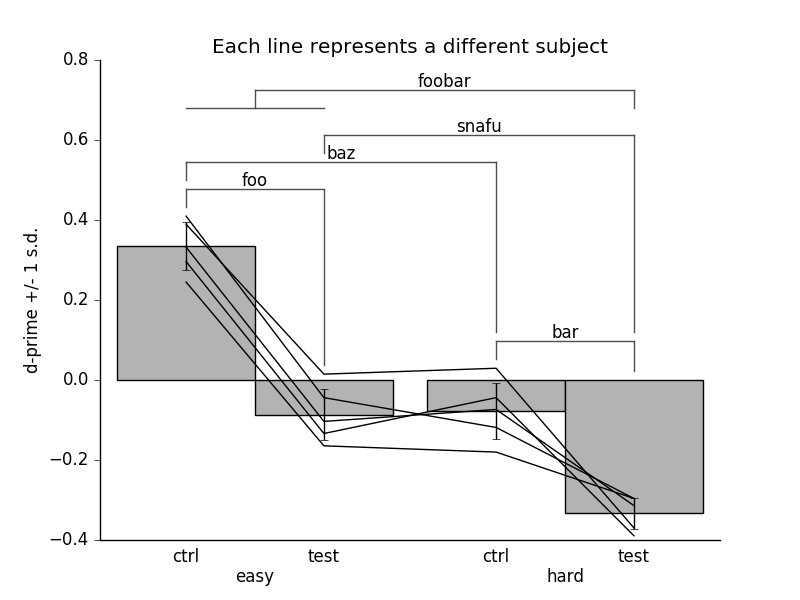 Each line represents a different subject
0.8
foobar
0.6
snafu
baz
foo
0.4
d-prime +/- 1 s.d.
0.2
bar
0.0
−0.2
−0.4
ctrl test ctrl test
easy hard